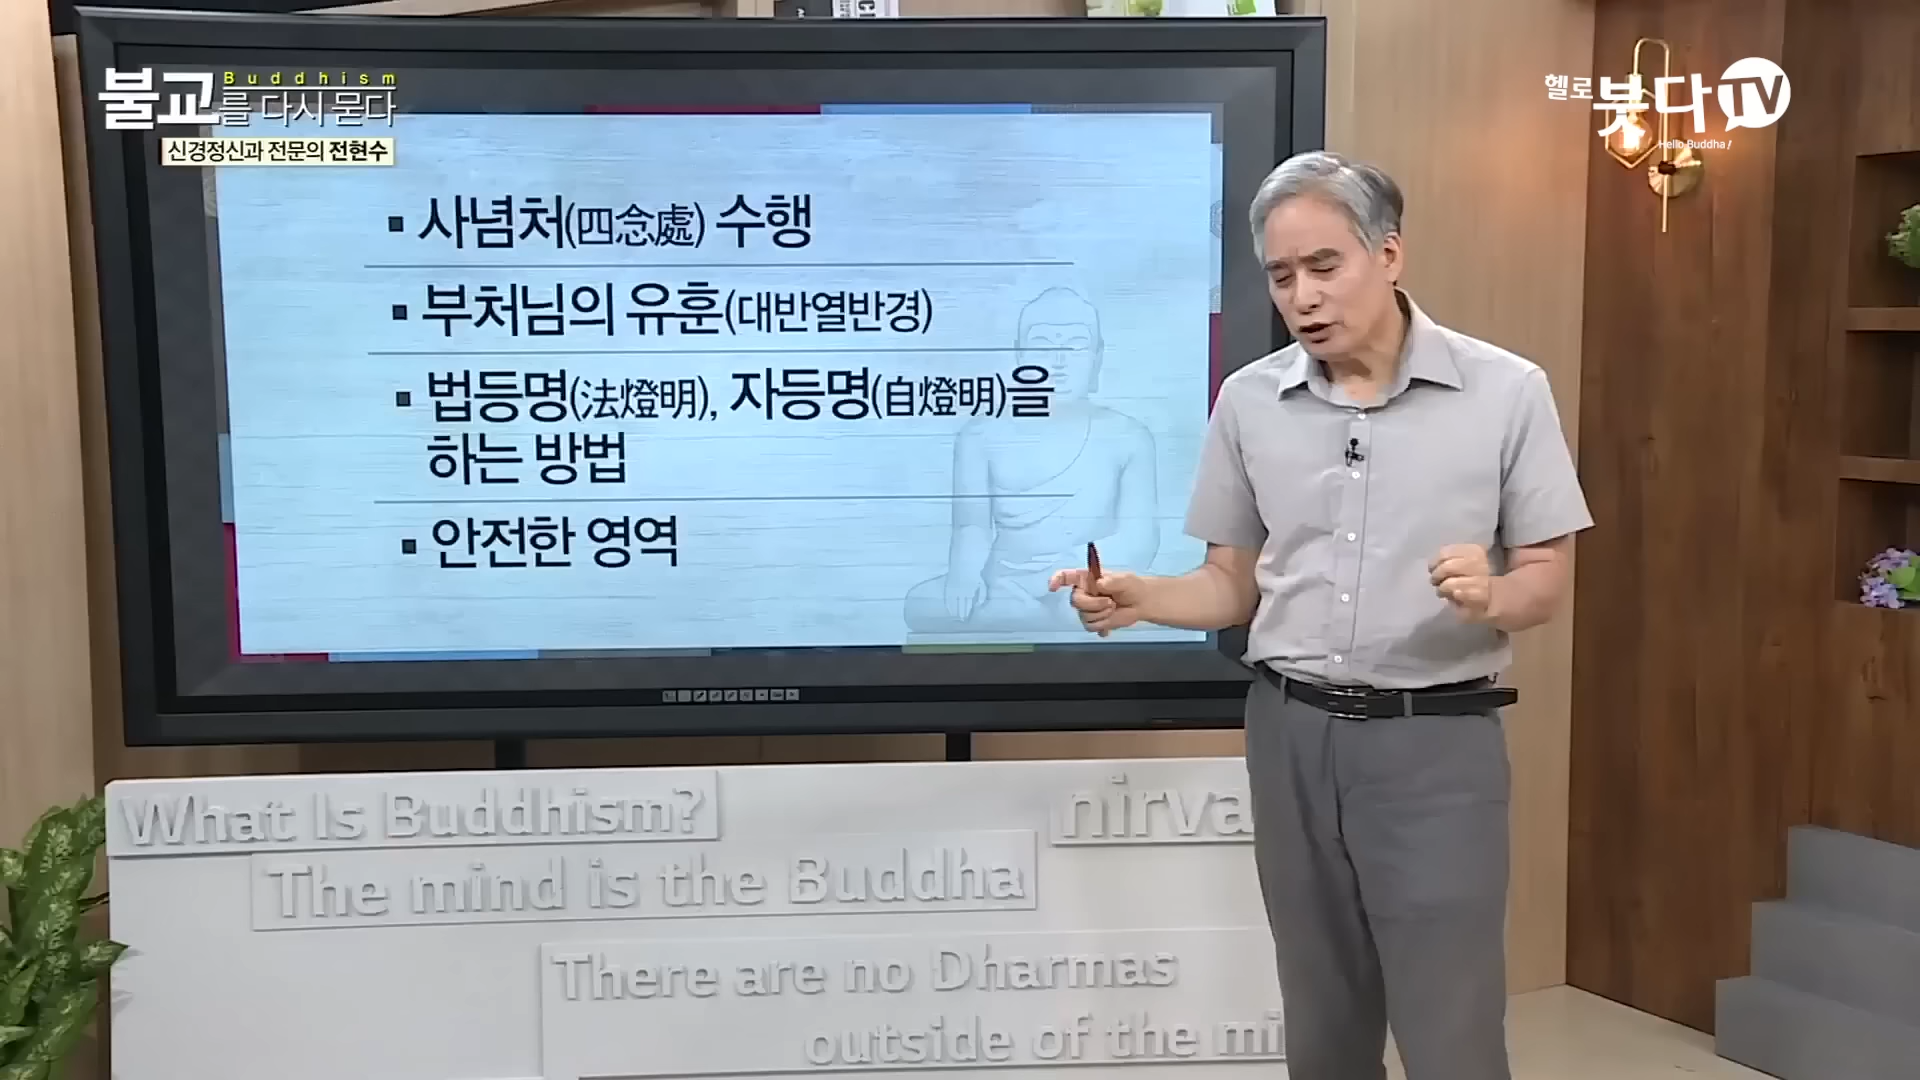 Buddhism
불교를 다시 묻다
신경정신과 전문의 전현수
헬로붓다TV
Hello Buddha!
▪ 사념처(四念處) 수행
▪ 부처님의 유훈(대반열반경)
▪ 법등명(法燈明), 자등명(自燈明)을
하는 방법
▪ 안전한 영역
What Is Buddhism?
nirva
The mind is the Buddha
There are no Dharmas
outside of the mi